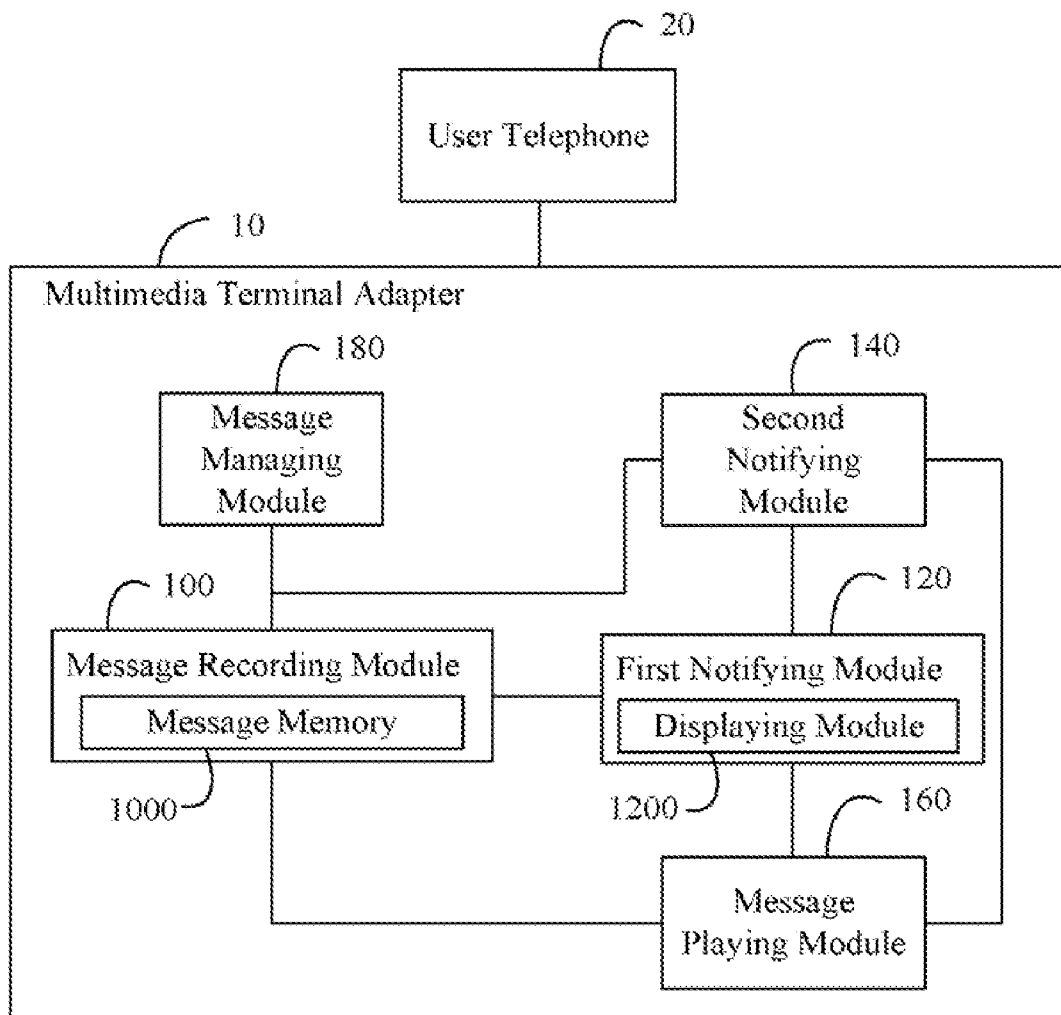 20
User Telephone
10
Multimedia Terminal Adapter
180
140
Message
Managing
Module
Second
Notifying
Module
100
120
Message Recording Module
First Notifying Module
Message Memory
Displaying Module
1000
1200
160
Message
Playing Module